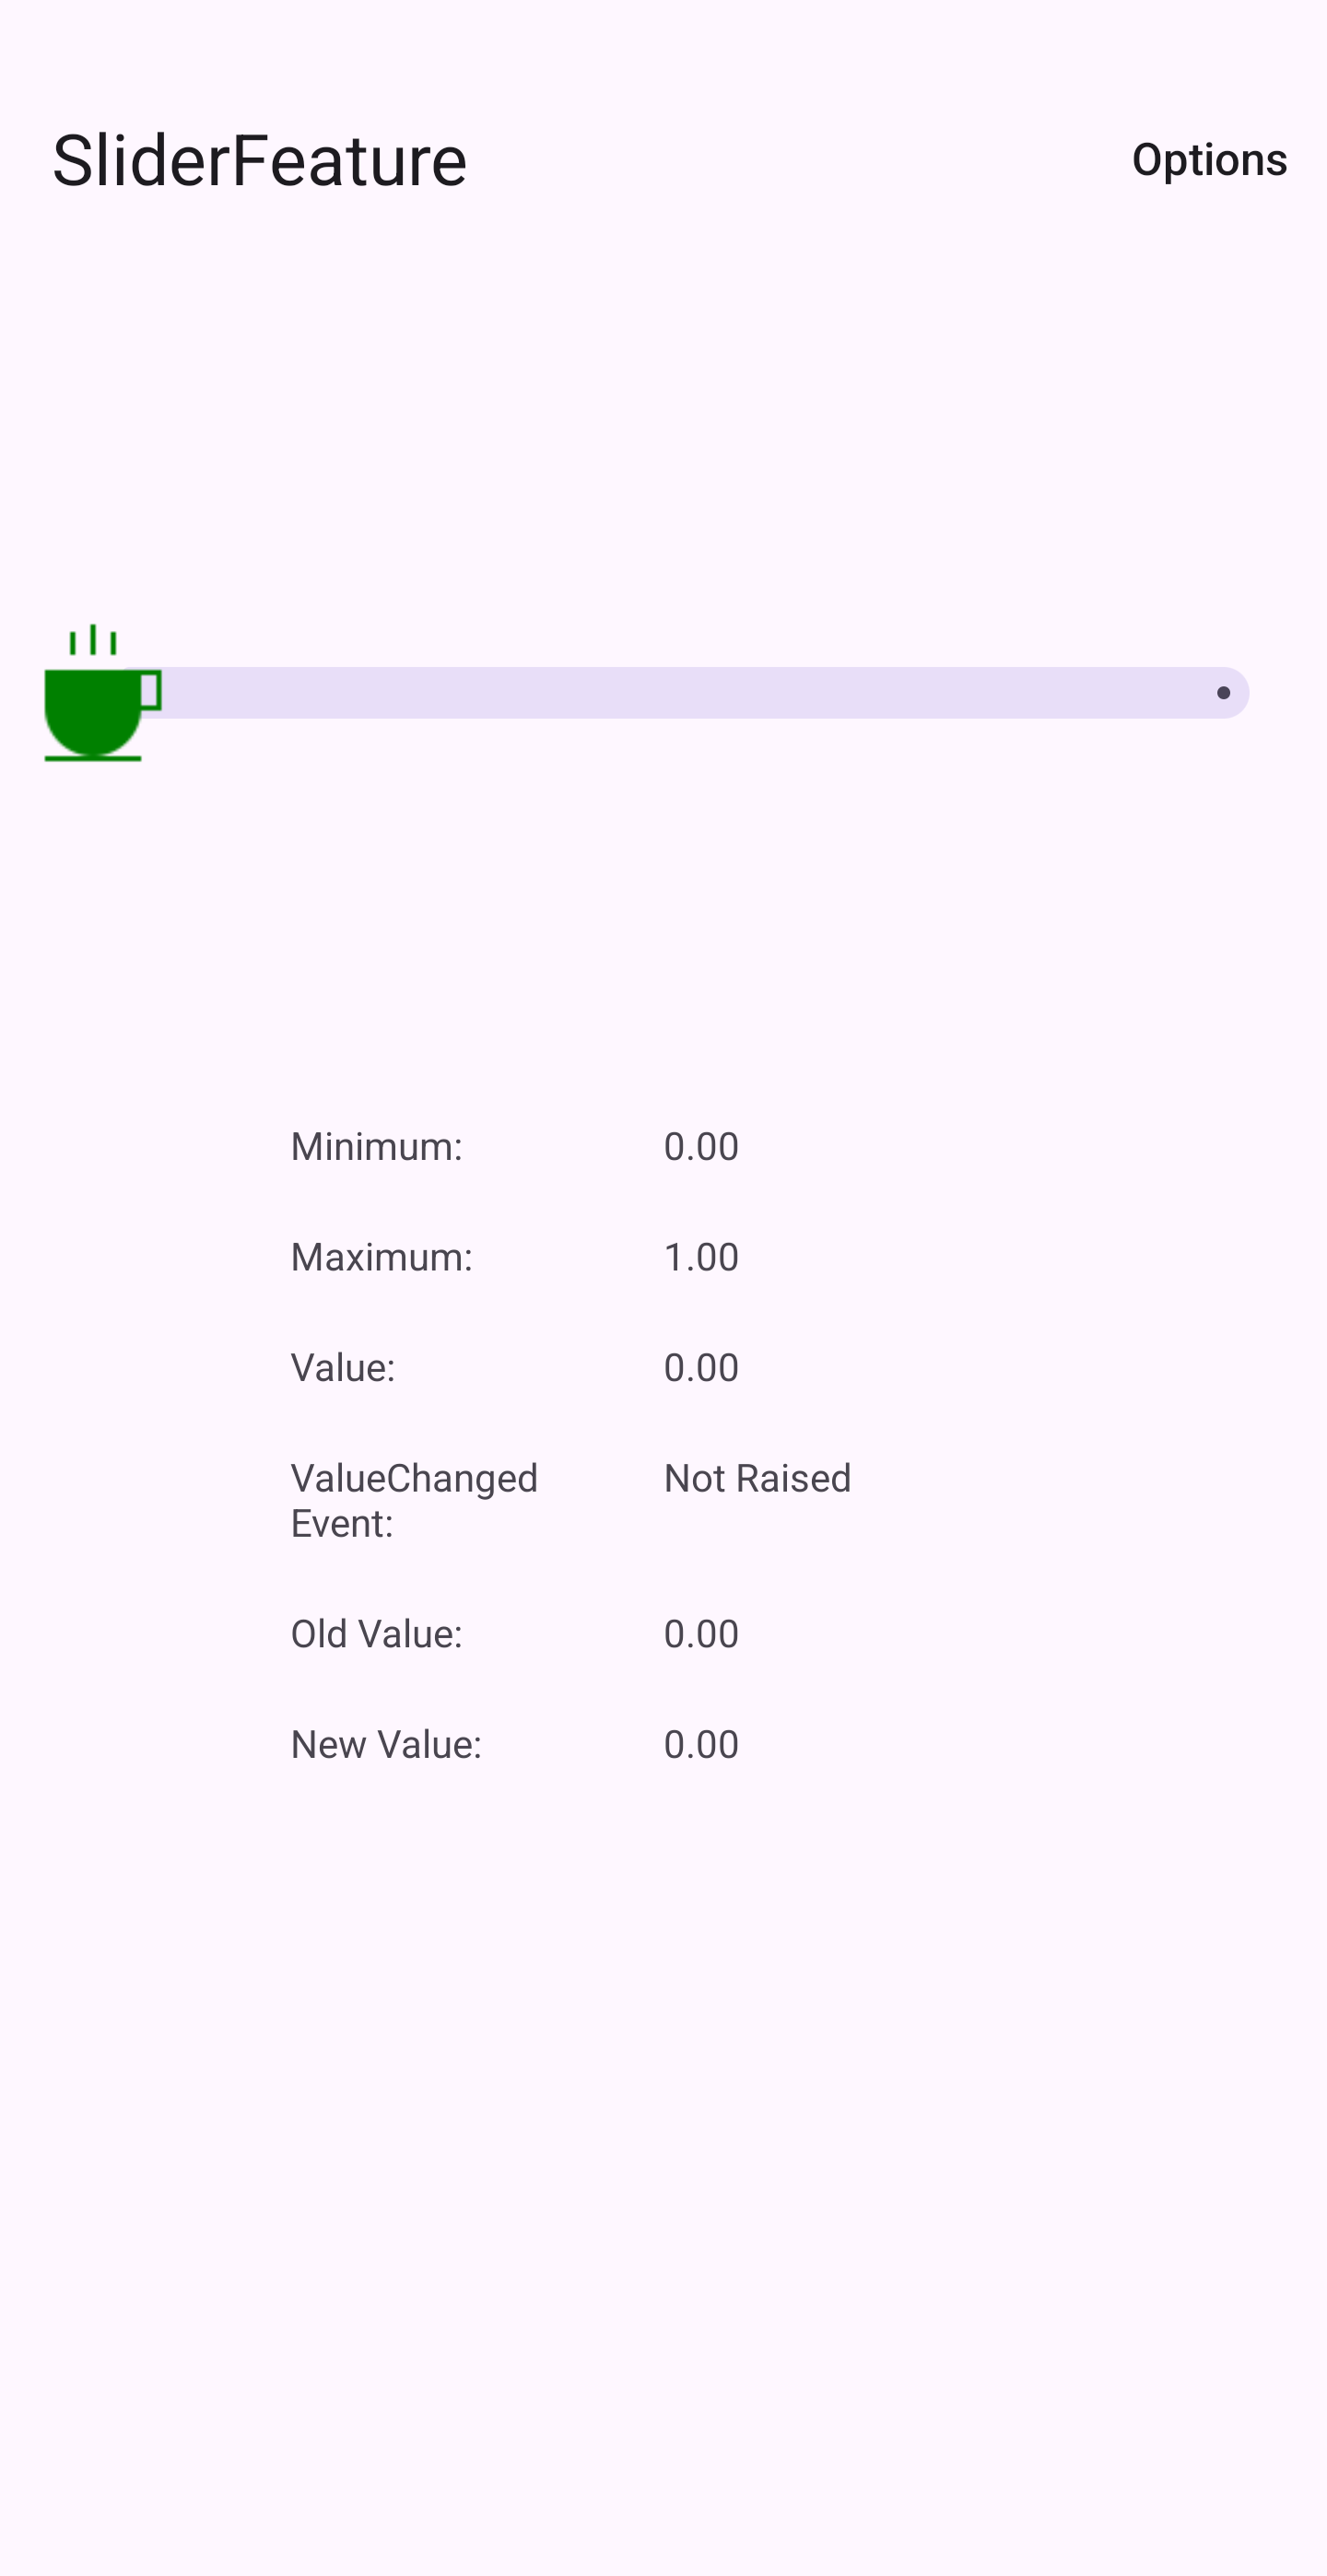 SliderFeature
Options
Minimum: 0.00
Maximum: 1.00
Value: 0.00
ValueChanged Not Raised
Event:
Old Value: 0.00
New Value: 0.00